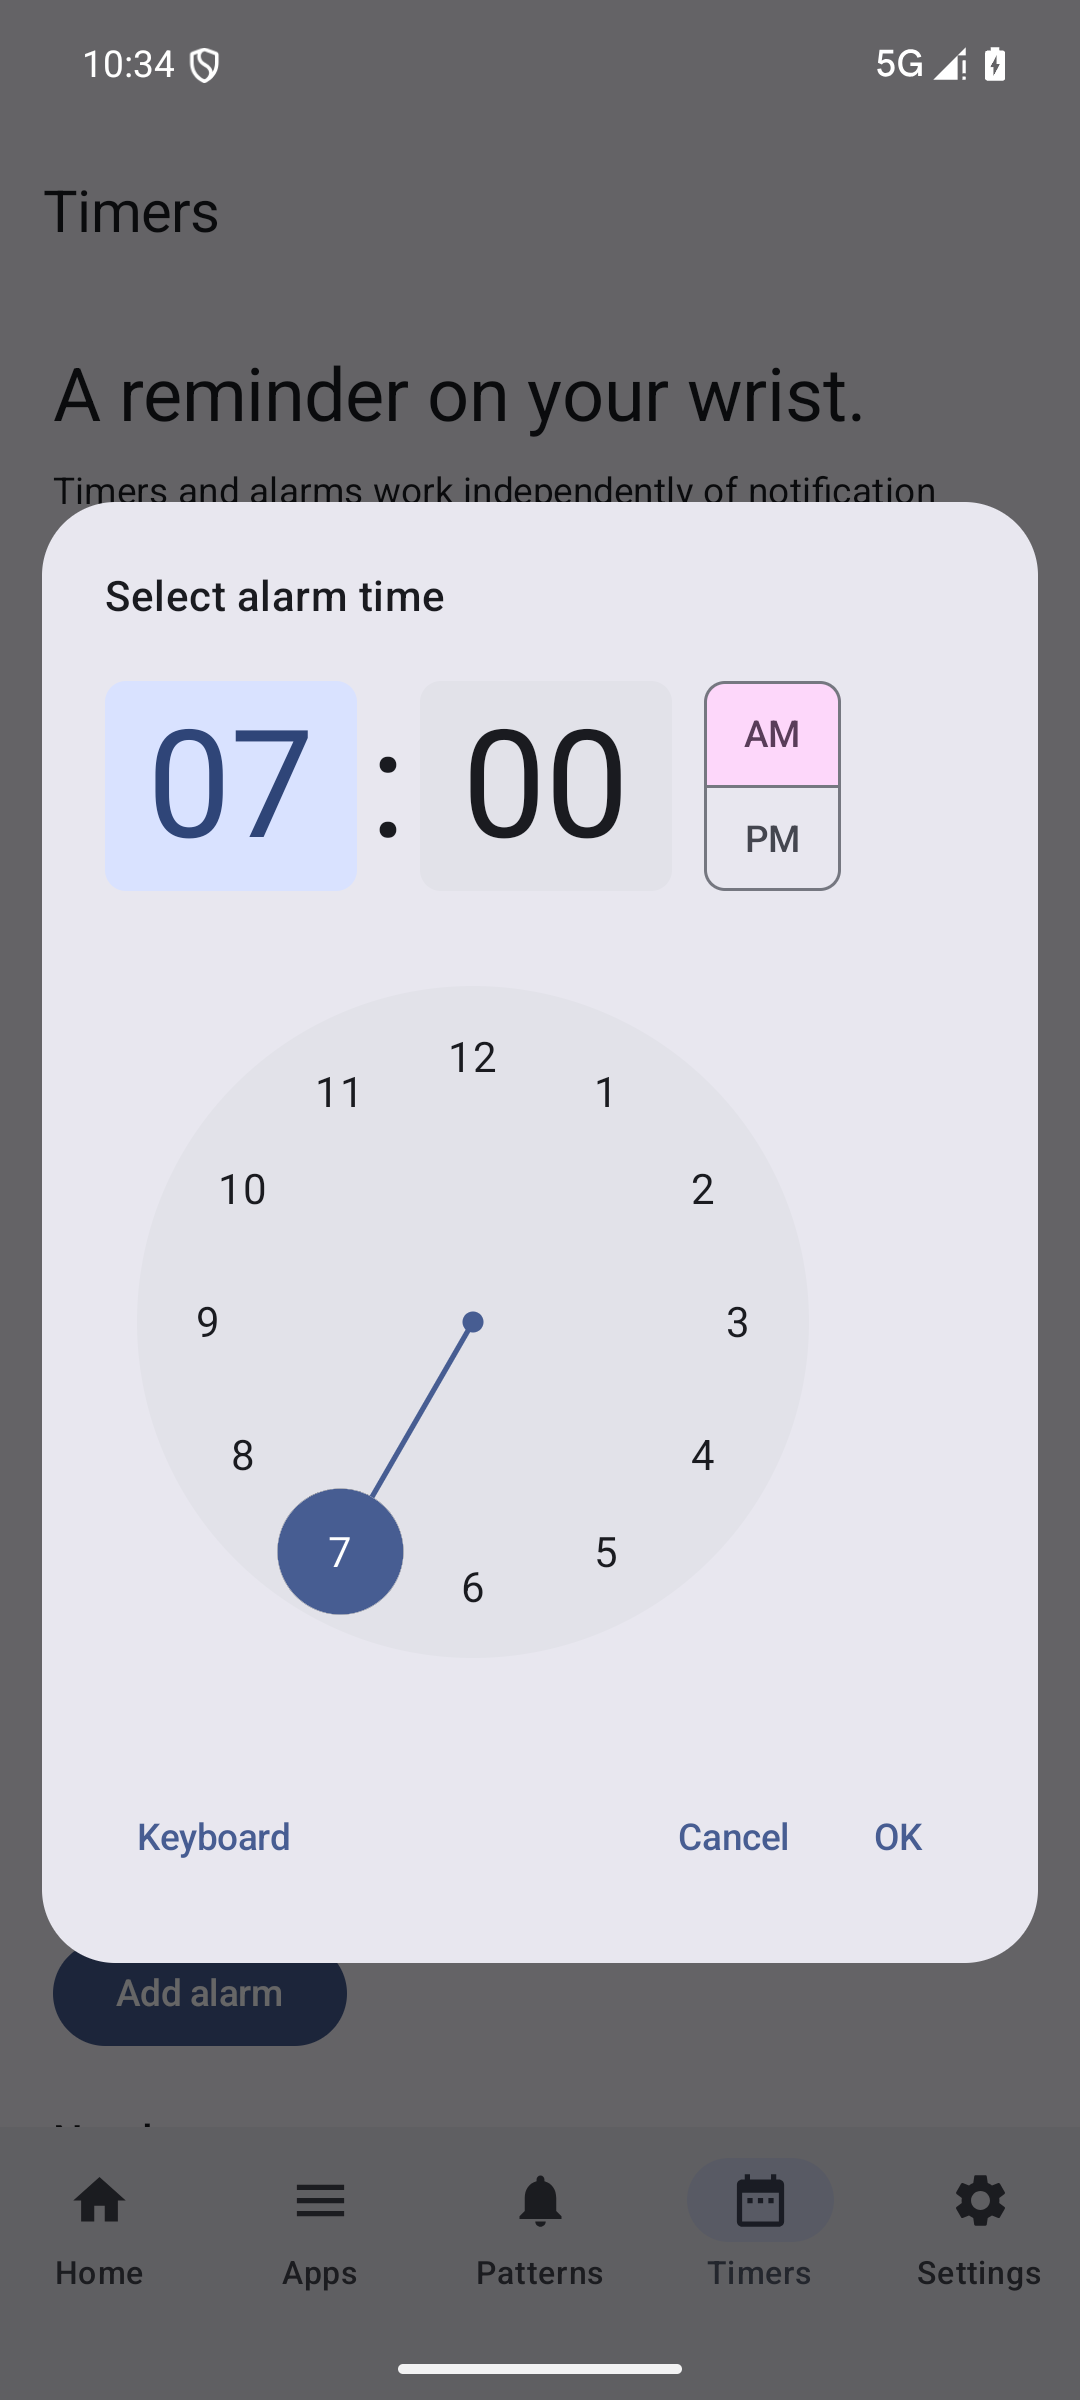 10:34
5G
Timers
A reminder on your wrist.
Timers and alarms work independently of notification
Select alarm time
07:00
AM
PM
12
11
1
10
2
9
3
8
4
7
5
6
Keyboard
Cancel
OK
Add alarm
Home
Apps
Patterns
Timers
Settings